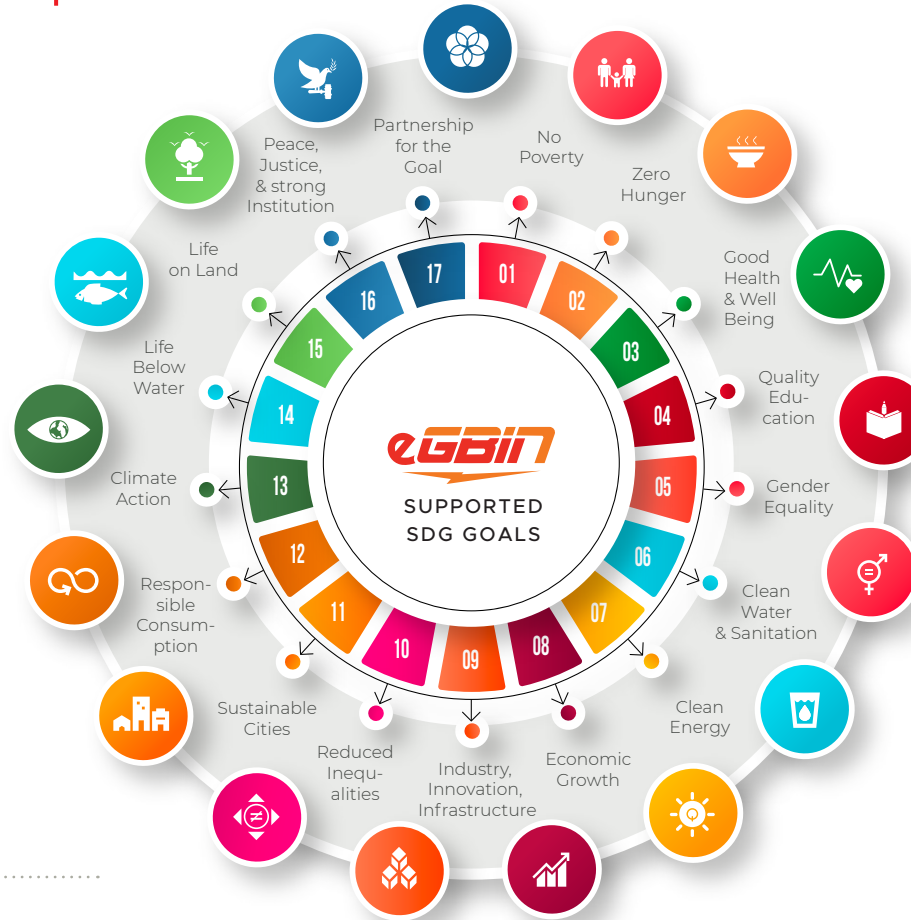 Partnership
for the
Goal
No
Poverty
Zero
Hunger
Good
Health
& Well
Being
Quality
Edu-
cation
Gender
Equality
Clean
Water
& Sanitation
Clean
Energy
Economic
Growth
Industry,
Innovation,
Infrastructure
Reduced
Inequ-
alities
Sustainable
Cities
Respon-
sible
Consum-
ption
Climate
Action
Life
Below
Water
Life
on Land
Peace,
Justice,
& strong
Institution
01
02
03
04
05
06
07
08
09
10
11
12
13
14
15
16
17
eGBin
SUPPORTED
SDG GOALS